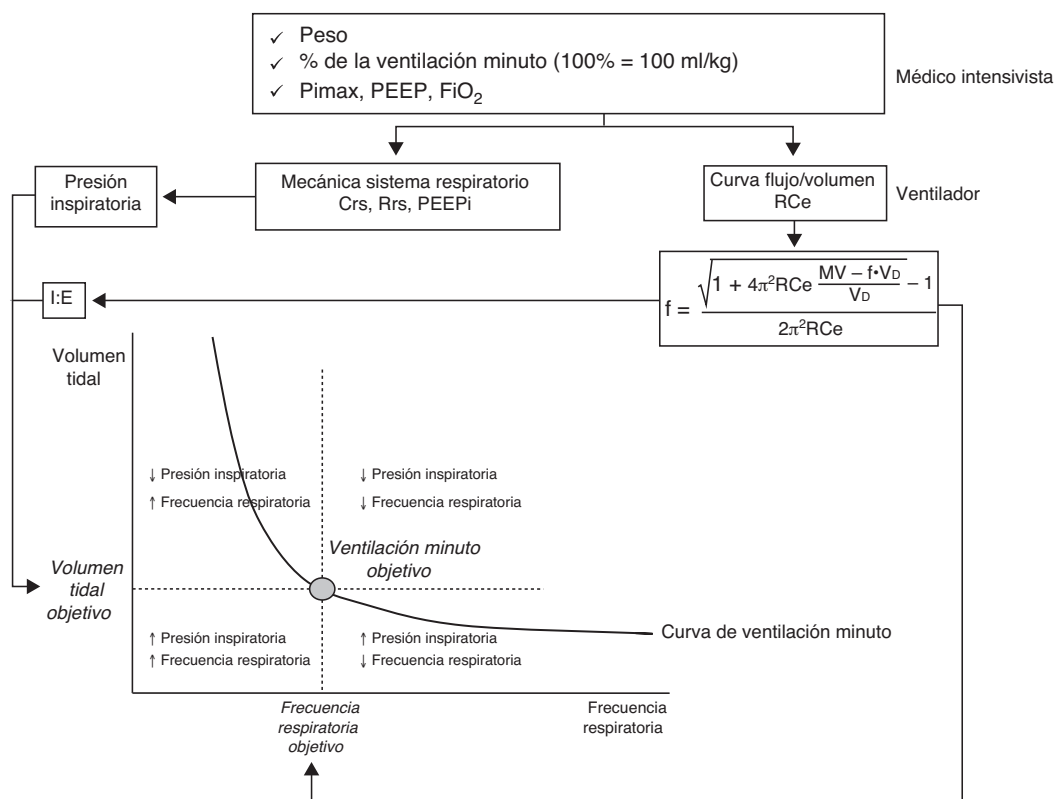 ✓ Peso
✓ % de la ventilación minuto (100% = 100 ml/kg)
✓ Pimax, PEEP, FiO₂
Médico intensivista
Presión
inspiratoria
Mecánica sistema respiratorio
Crs, Rrs, PEEPi
Curva flujo/volumen
RCe
Ventilador
I:E
f = (√(1 + 4π²RCe (MV – f•VD)/VD) – 1)/(2π²RCe)
Volumen
tidal
↓ Presión inspiratoria
↑ Frecuencia respiratoria
↓ Presión inspiratoria
↓ Frecuencia respiratoria
Ventilación minuto
objetivo
Volumen
tidal
objetivo
↑ Presión inspiratoria
↑ Frecuencia respiratoria
↑ Presión inspiratoria
↓ Frecuencia respiratoria
Curva de ventilación minuto
Frecuencia
respiratoria
objetivo
Frecuencia
respiratoria